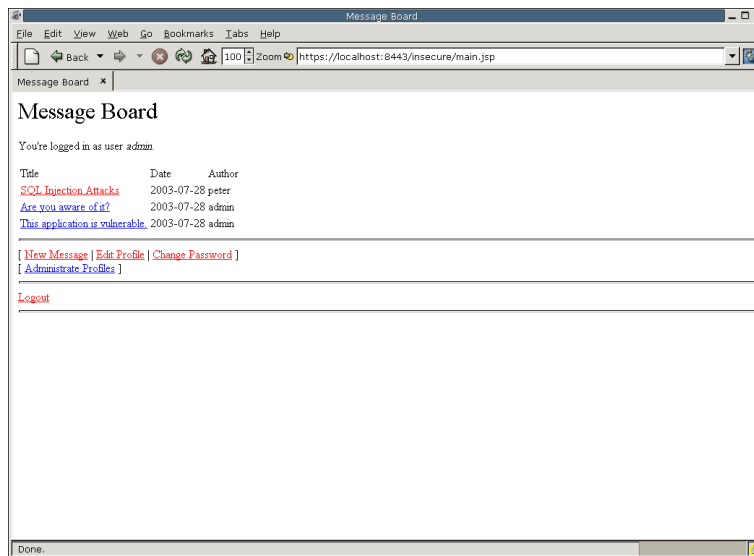 Message Board
File Edit View Web Go Bookmarks Tabs Help
Back 100 Zoom https://localhost:8443/insecure/main.jsp
Message Board x
Message Board
You're logged in as user admin.
Title Date Author
SQL Injection Attacks 2003-07-28 peter
Are you aware of it? 2003-07-28 admin
This application is vulnerable. 2003-07-28 admin
[ New Message | Edit Profile | Change Password ]
[ Administrate Profiles ]
Logout
Done.